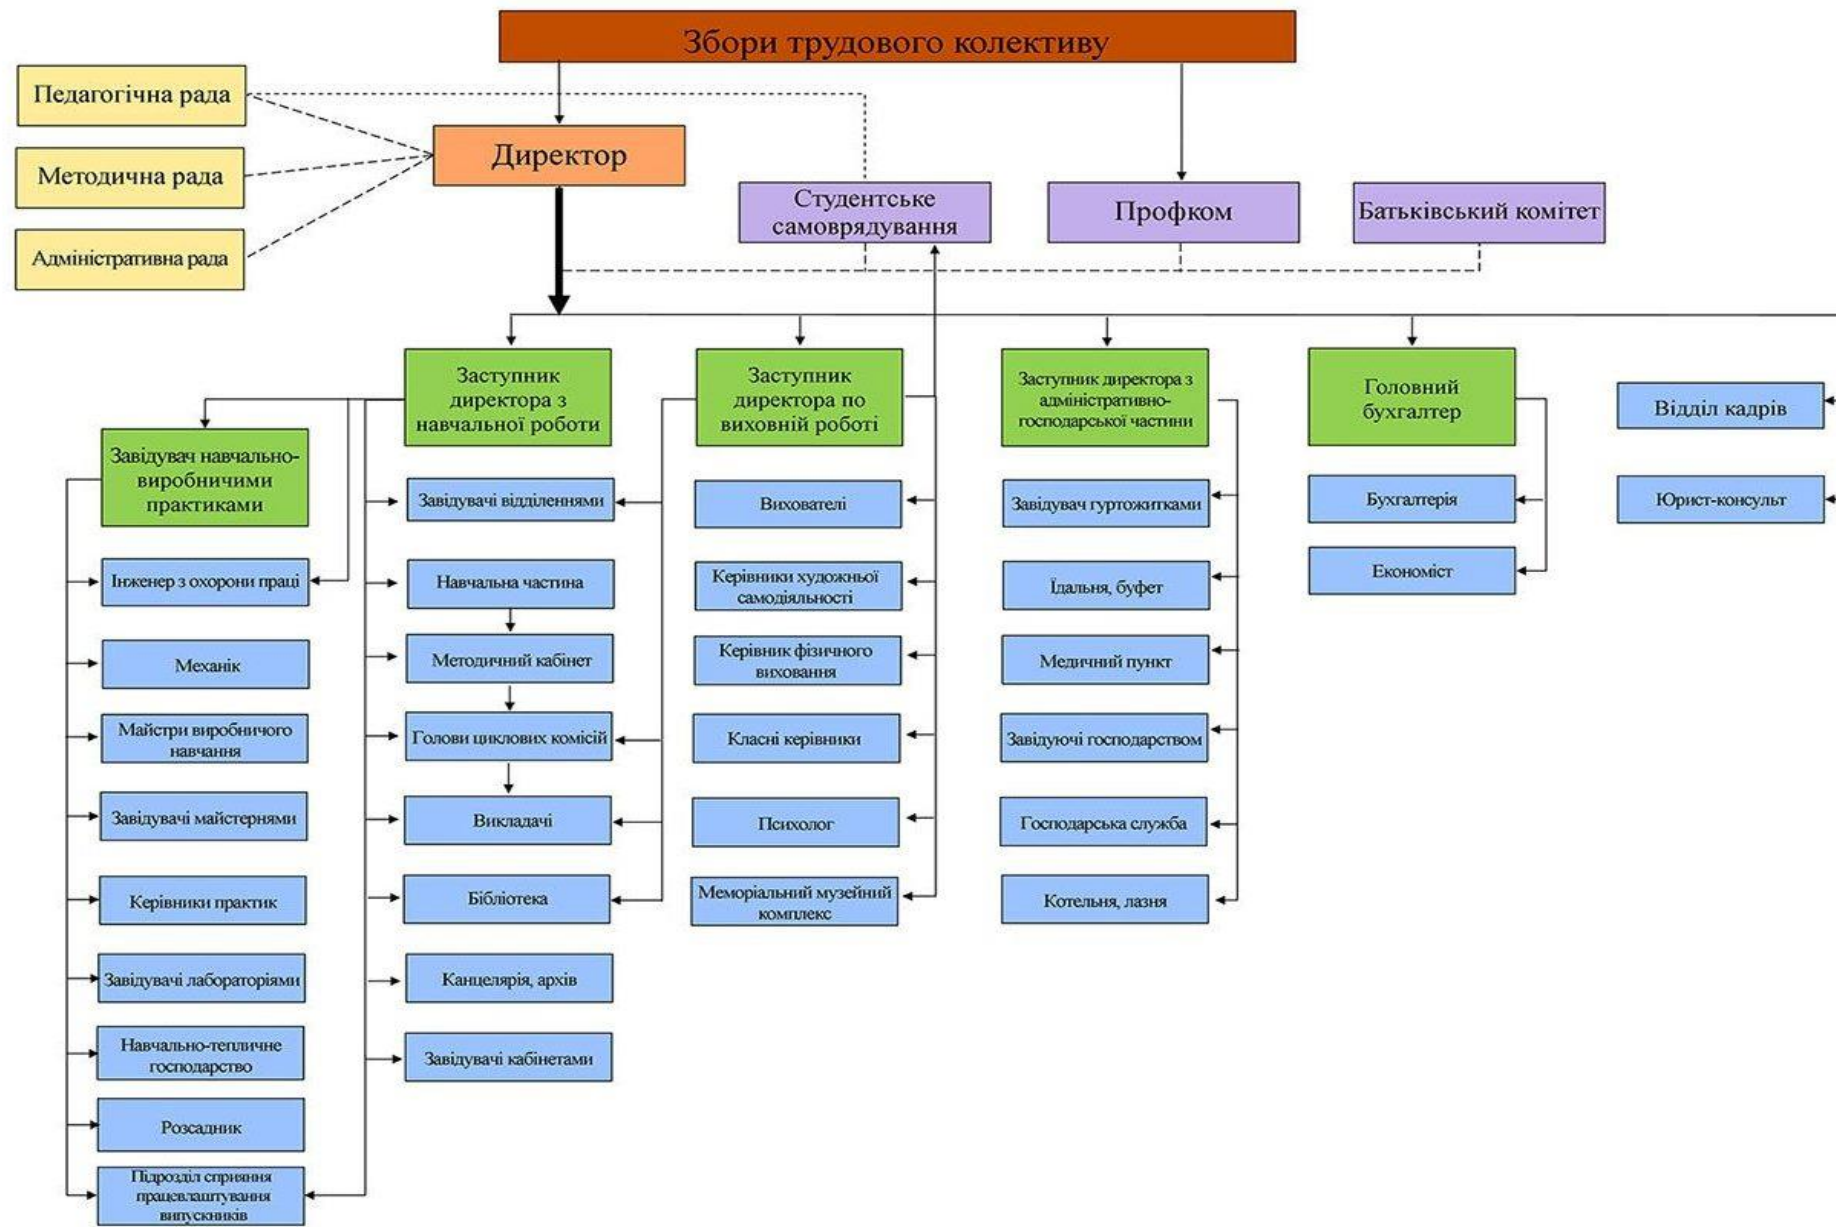 Збори трудового колективу
Педагогічна рада
Директор
Методична рада
Адміністративна рада
Студентське
самоврядування
Профком
Батьківський комітет
Заступник
директора з
навчальної роботи
Заступник
директора по
виховній роботі
Заступник директора з
адміністративно-
господарської частини
Головний
бухгалтер
Відділ кадрів
Юрист-консульт
Завідувач навчально-
виробничими
практиками
Інженер з охорони праці
Механік
Майстри виробничого
навчання
Завідувачі майстернями
Керівники практик
Завідувачі лабораторіями
Навчально-тепличне
господарство
Розсадник
Підрозділ сприяння
працевлаштування
випускників
Завідувачі відділеннями
Навчальна частина
Методичний кабінет
Голови циклових комісій
Викладачі
Бібліотека
Канцелярія, архів
Завідувачі кабінетами
Вихователі
Керівники художньої
самодіяльності
Керівник фізичного
виховання
Класні керівники
Психолог
Меморіальний музейний
комплекс
Завідувач гуртожитками
Їдальня, буфет
Медичний пункт
Завідуючі господарством
Господарська служба
Котельня, лазня
Бухгалтерія
Економіст